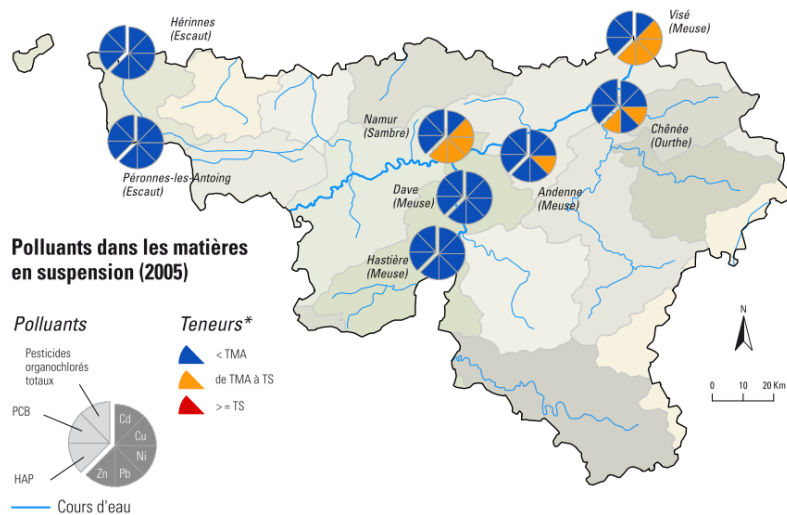 Hérinnes
(Escaut)
Visé
(Meuse)
Namur
(Sambre)
Chênée
(Ourthe)
Péronnes-les-Antoing
(Escaut)
Andenne
(Meuse)
Dave
(Meuse)
Hastière
(Meuse)
Polluants dans les matières
en suspension (2005)
Polluants
Pesticides
organochlorés
totaux
PCB
HAP
Cd
Cu
Ni
Pb
Zn
Cours d'eau
Teneurs*
< TMA
de TMA à TS
> = TS
N
0 10 20 Km